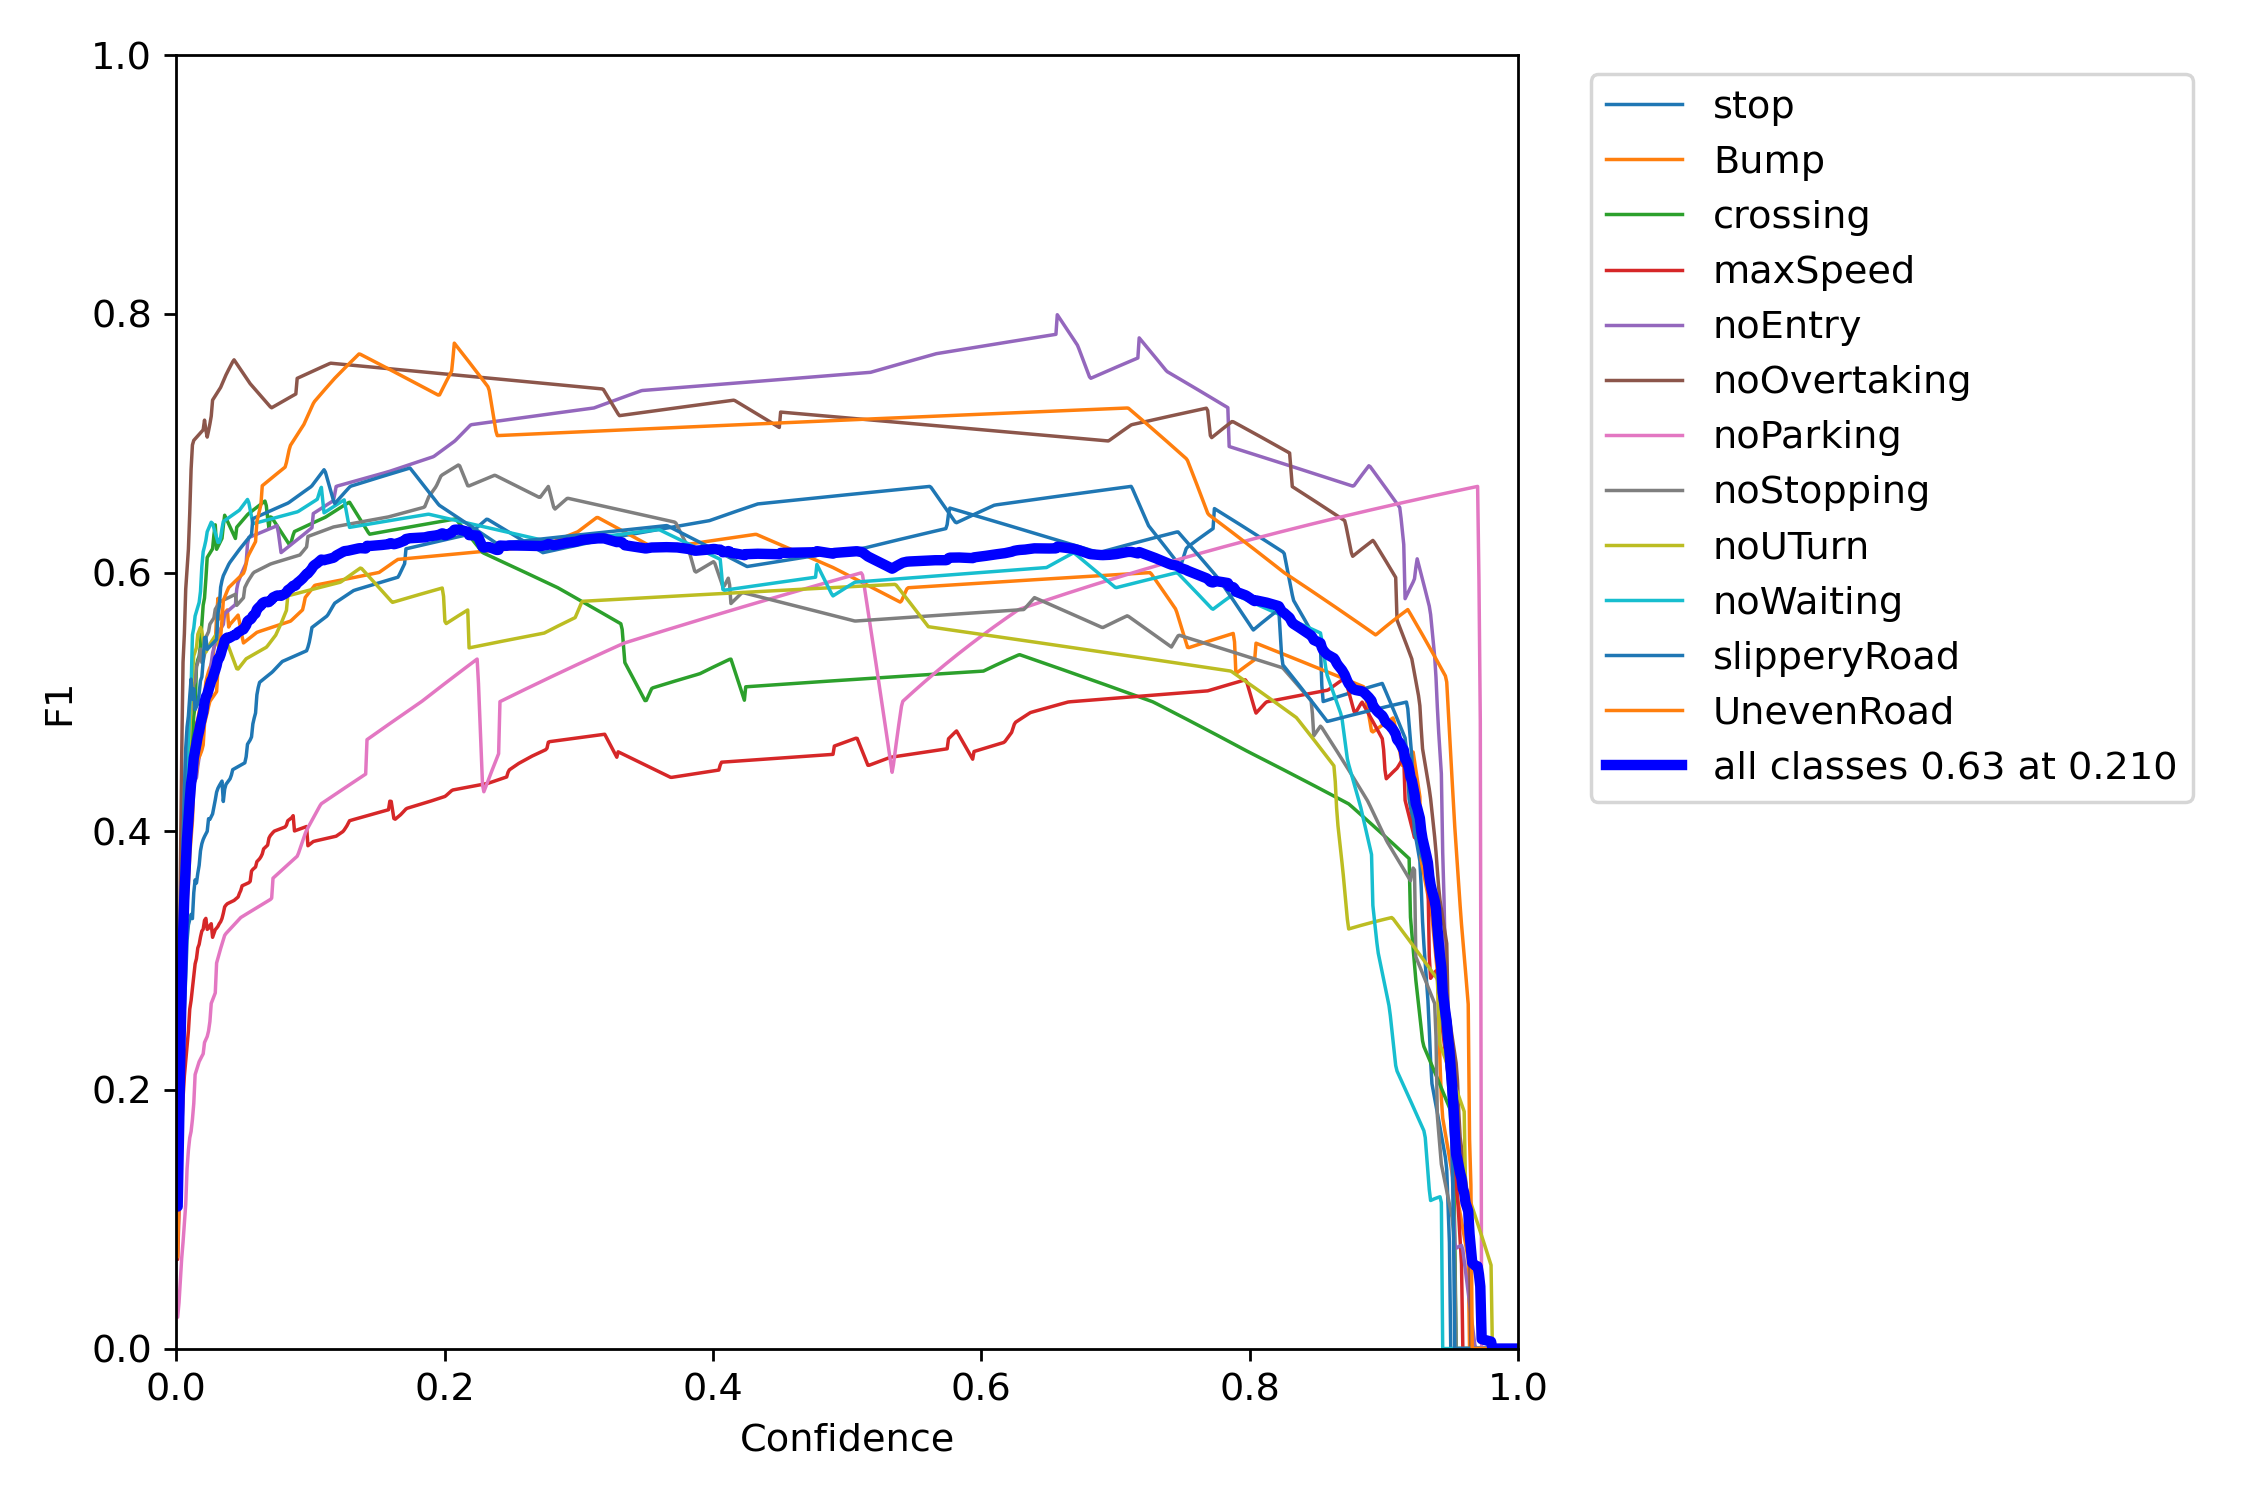 1.0
0.8
0.6
0.4
0.2
0.0
F1
0.0 0.2 0.4 0.6 0.8 1.0
Confidence
stop
Bump
crossing
maxSpeed
noEntry
noOvertaking
noParking
noStopping
noUTurn
noWaiting
slipperyRoad
UnevenRoad
all classes 0.63 at 0.210